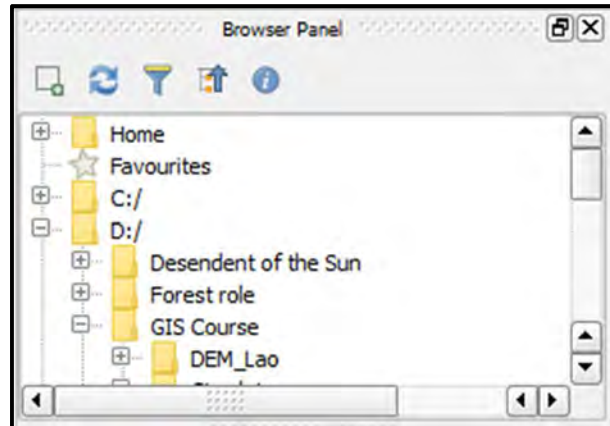 Browser Panel
Home
Favourites
C:/
D:/
Desendent of the Sun
Forest role
GIS Course
DEM_Lao